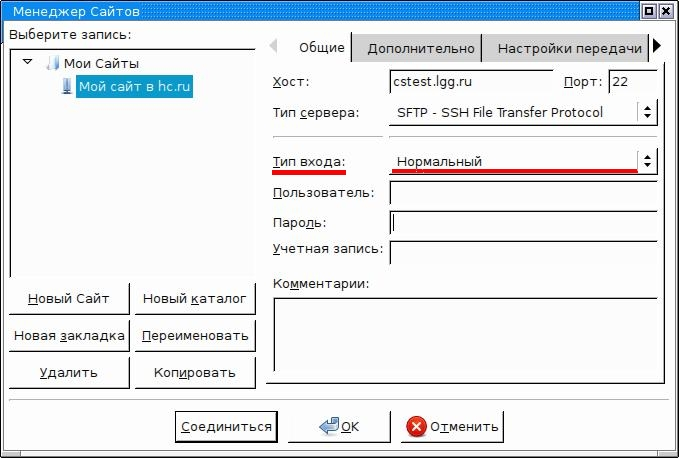 Менеджер Сайтов
Выберите запись:
Мои Сайты
Мой сайт в hc.ru
Новый Сайт Новый каталог
Новая закладка Переименовать
Удалить Копировать
Общие Дополнительно Настройки передачи
Хост: cstest.lgg.ru Порт: 22
Тип сервера: SFTP - SSH File Transfer Protocol
Тип входа: Нормальный
Пользователь:
Пароль:
Учетная запись:
Комментарии:
Соединиться OK Отменить